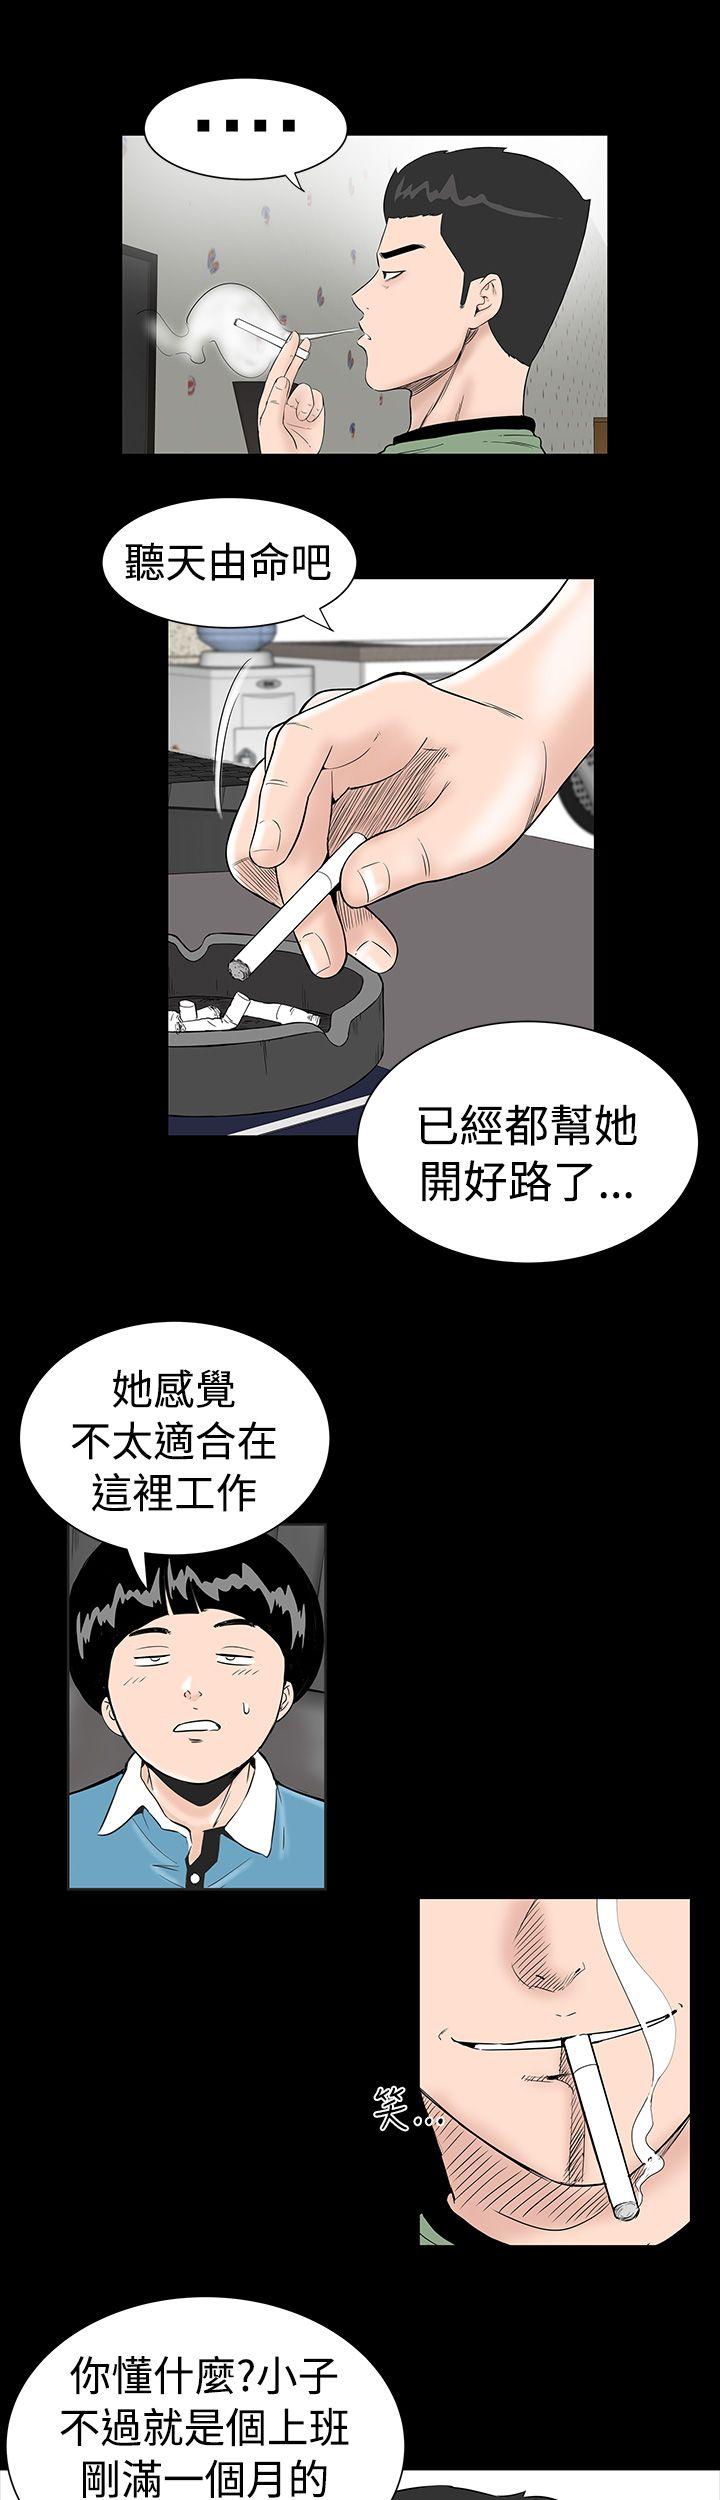 ....
聽天由命吧
已經都幫她
開好路了...
她感覺
不太適合在
這裡工作
笑...
你懂什麼?小子
不過就是個上班
剛滿一個月的